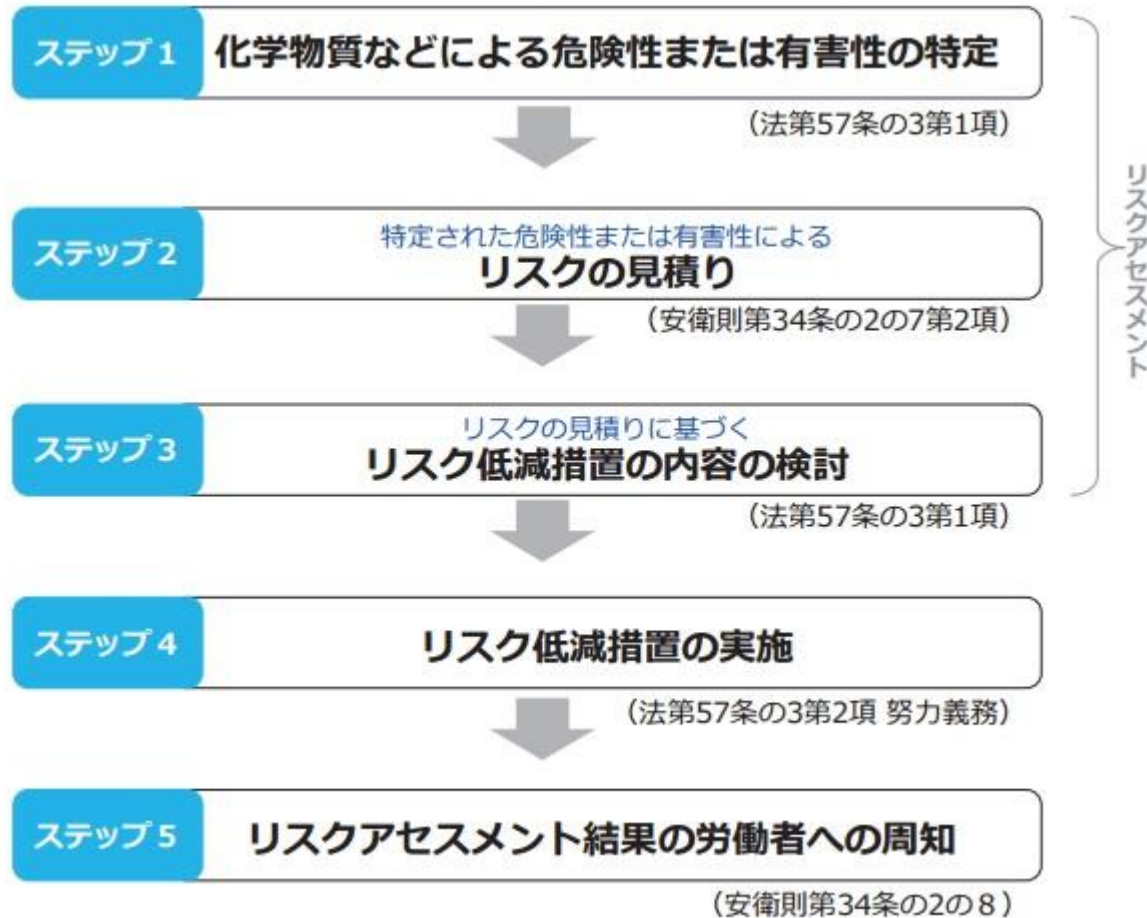 ステップ1
化学物質などによる危険性または有害性の特定
（法第57条の3第1項）
ステップ2
特定された危険性または有害性による
リスクの見積り
（安衛則第34条の2の7第2項）
ステップ3
リスクの見積りに基づく
リスク低減措置の内容の検討
（法第57条の3第1項）
リスクアセスメント
ステップ4
リスク低減措置の実施
（法第57条の3第2項 努力義務）
ステップ5
リスクアセスメント結果の労働者への周知
（安衛則第34条の2の8）